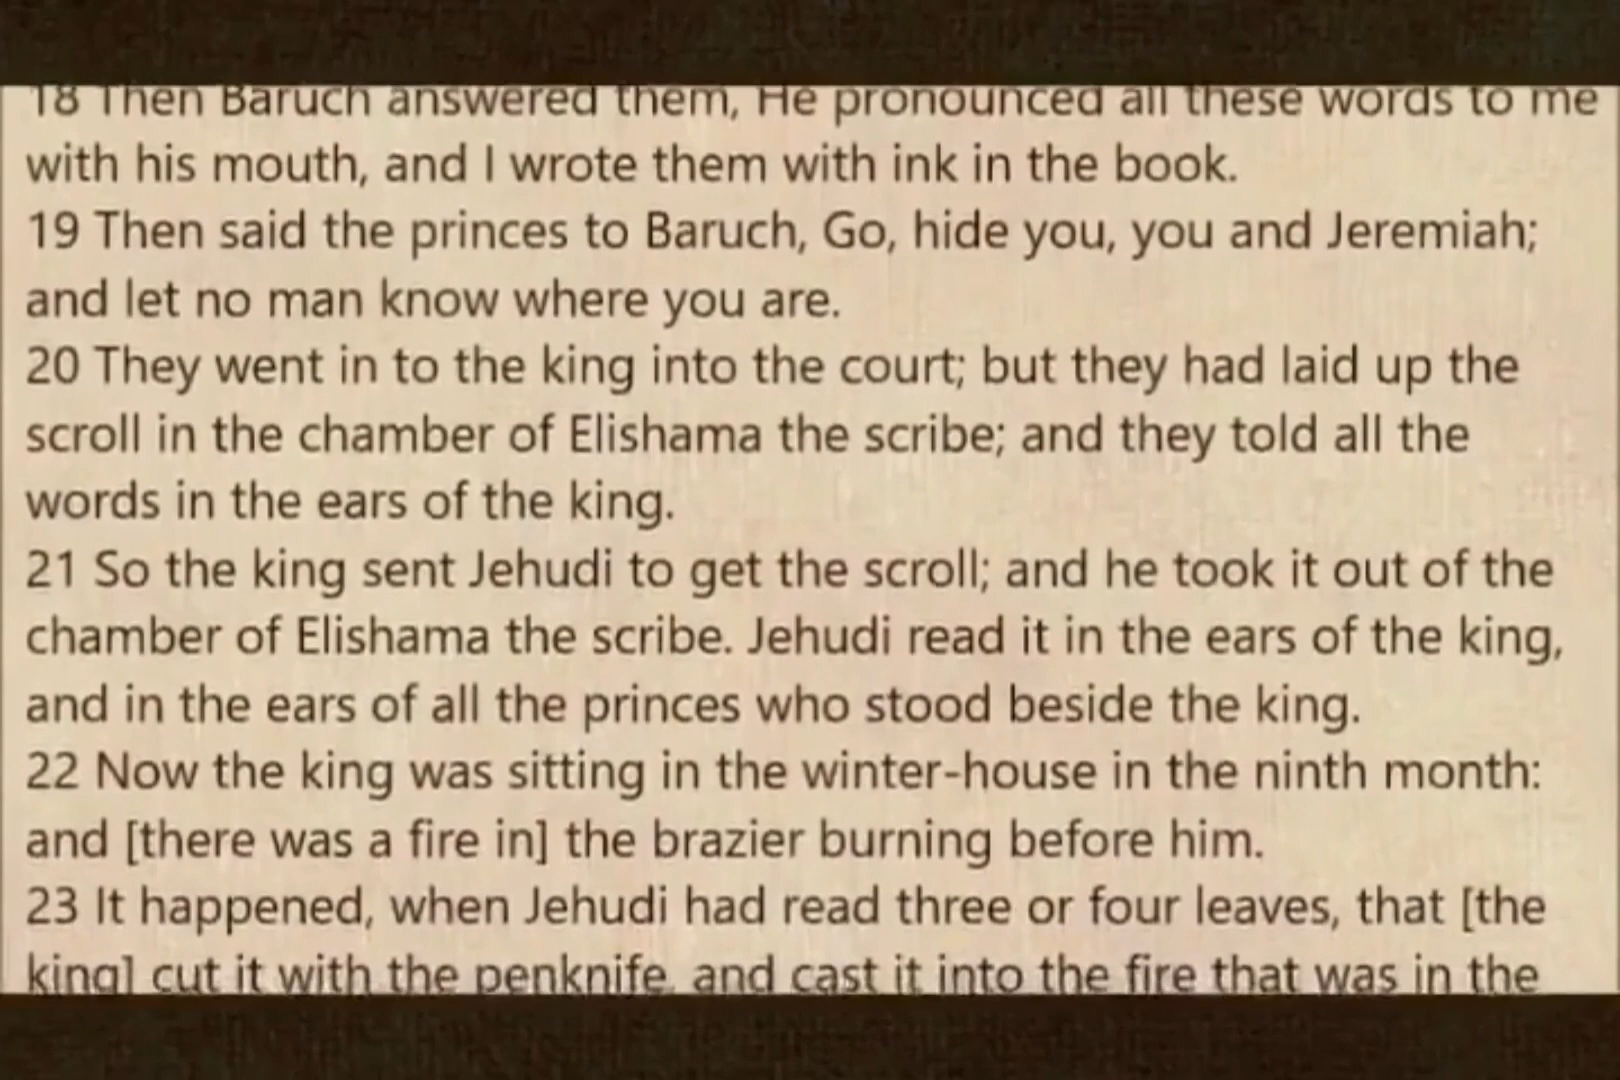 18 Then Baruch answered them, He pronounced all these words to me
with his mouth, and I wrote them with ink in the book.
19 Then said the princes to Baruch, Go, hide you, you and Jeremiah;
and let no man know where you are.
20 They went in to the king into the court; but they had laid up the
scroll in the chamber of Elishama the scribe; and they told all the
words in the ears of the king.
21 So the king sent Jehudi to get the scroll; and he took it out of the
chamber of Elishama the scribe. Jehudi read it in the ears of the king,
and in the ears of all the princes who stood beside the king.
22 Now the king was sitting in the winter-house in the ninth month:
and [there was a fire in] the brazier burning before him.
23 It happened, when Jehudi had read three or four leaves, that [the
king] cut it with the penknife, and cast it into the fire that was in the